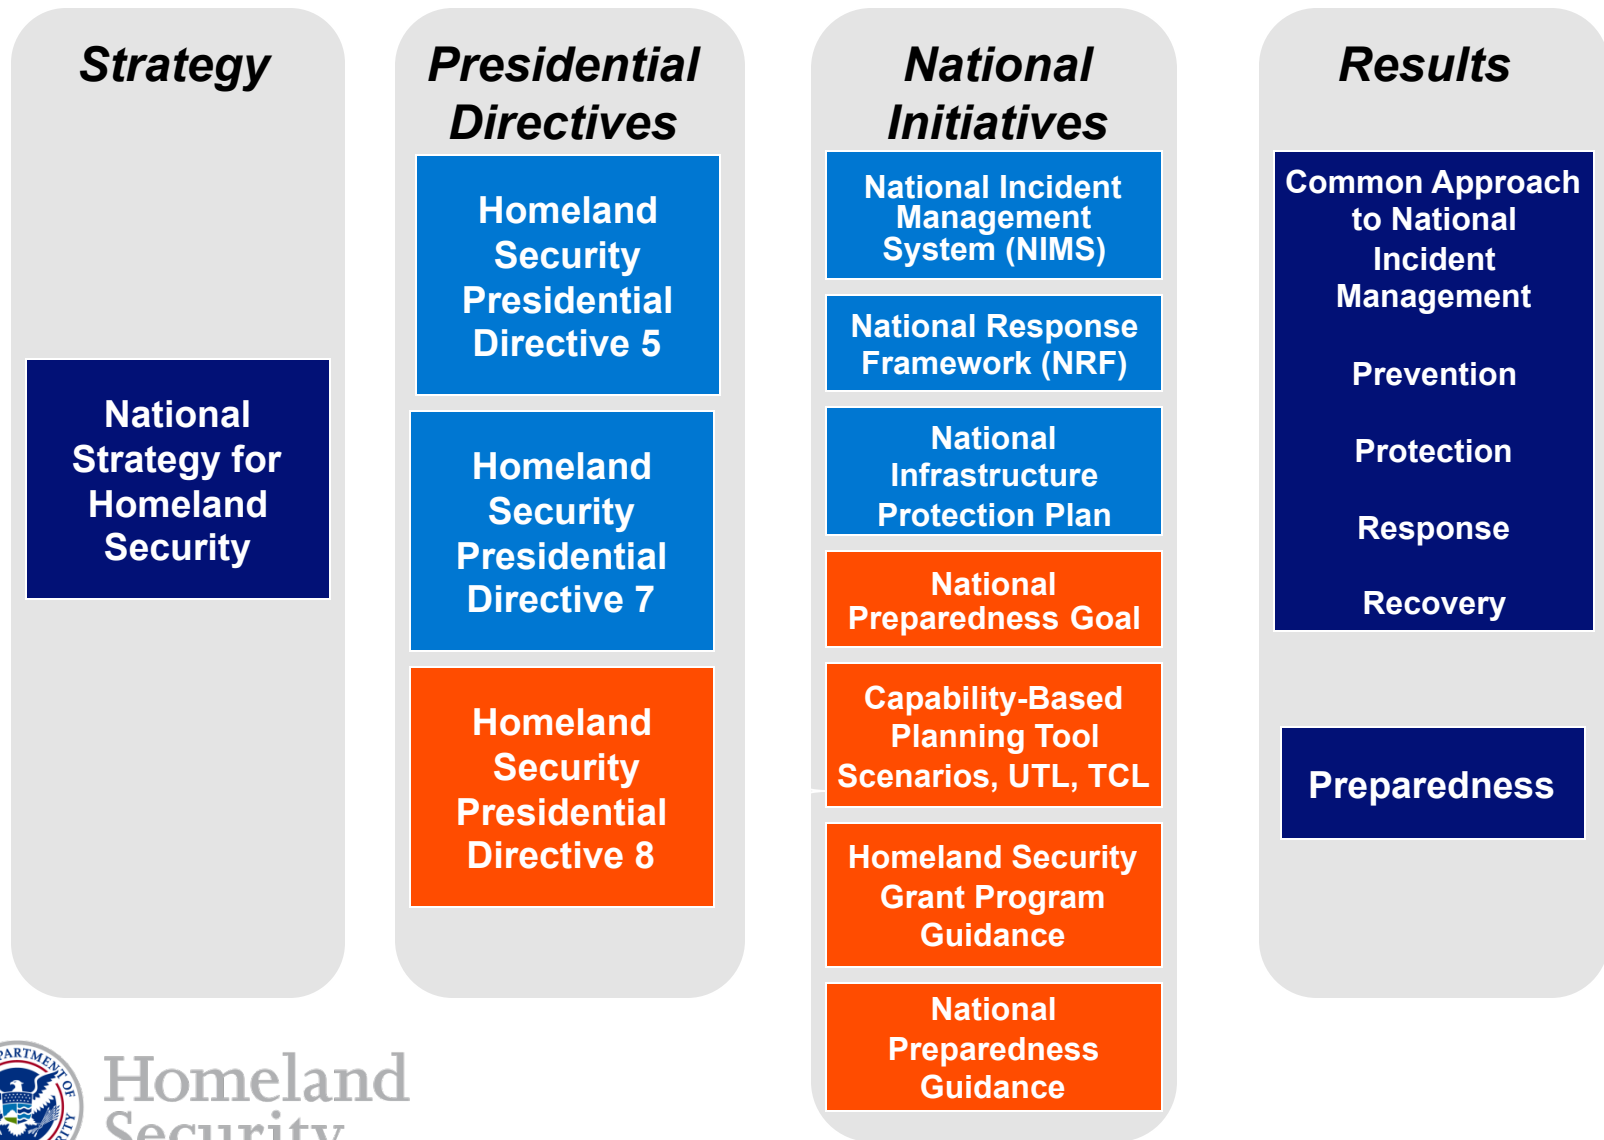 Strategy
National
Strategy for
Homeland
Security
Presidential
Directives
Homeland
Security
Presidential
Directive 5
Homeland
Security
Presidential
Directive 7
Homeland
Security
Presidential
Directive 8
National
Initiatives
National Incident
Management
System (NIMS)
National Response
Framework (NRF)
National
Infrastructure
Protection Plan
National
Preparedness Goal
Capability-Based
Planning Tool
Scenarios, UTL, TCL
Homeland Security
Grant Program
Guidance
National
Preparedness
Guidance
Results
Common Approach
to National
Incident
Management
Prevention
Protection
Response
Recovery
Preparedness
Homeland
Security